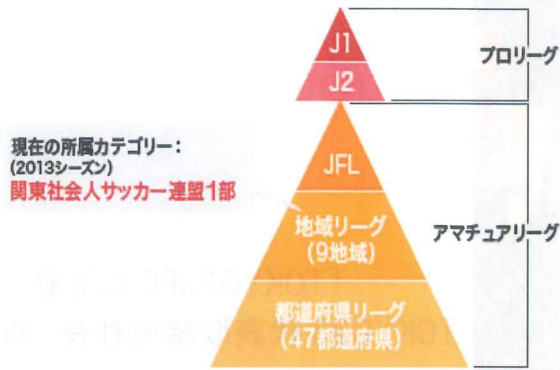 J1
J2
プロリーグ
現在の所属カテゴリー：
(2013シーズン)
関東社会人サッカー連盟1部
JFL
地域リーグ
(9地域)
アマチュアリーグ
都道府県リーグ
(47都道府県)